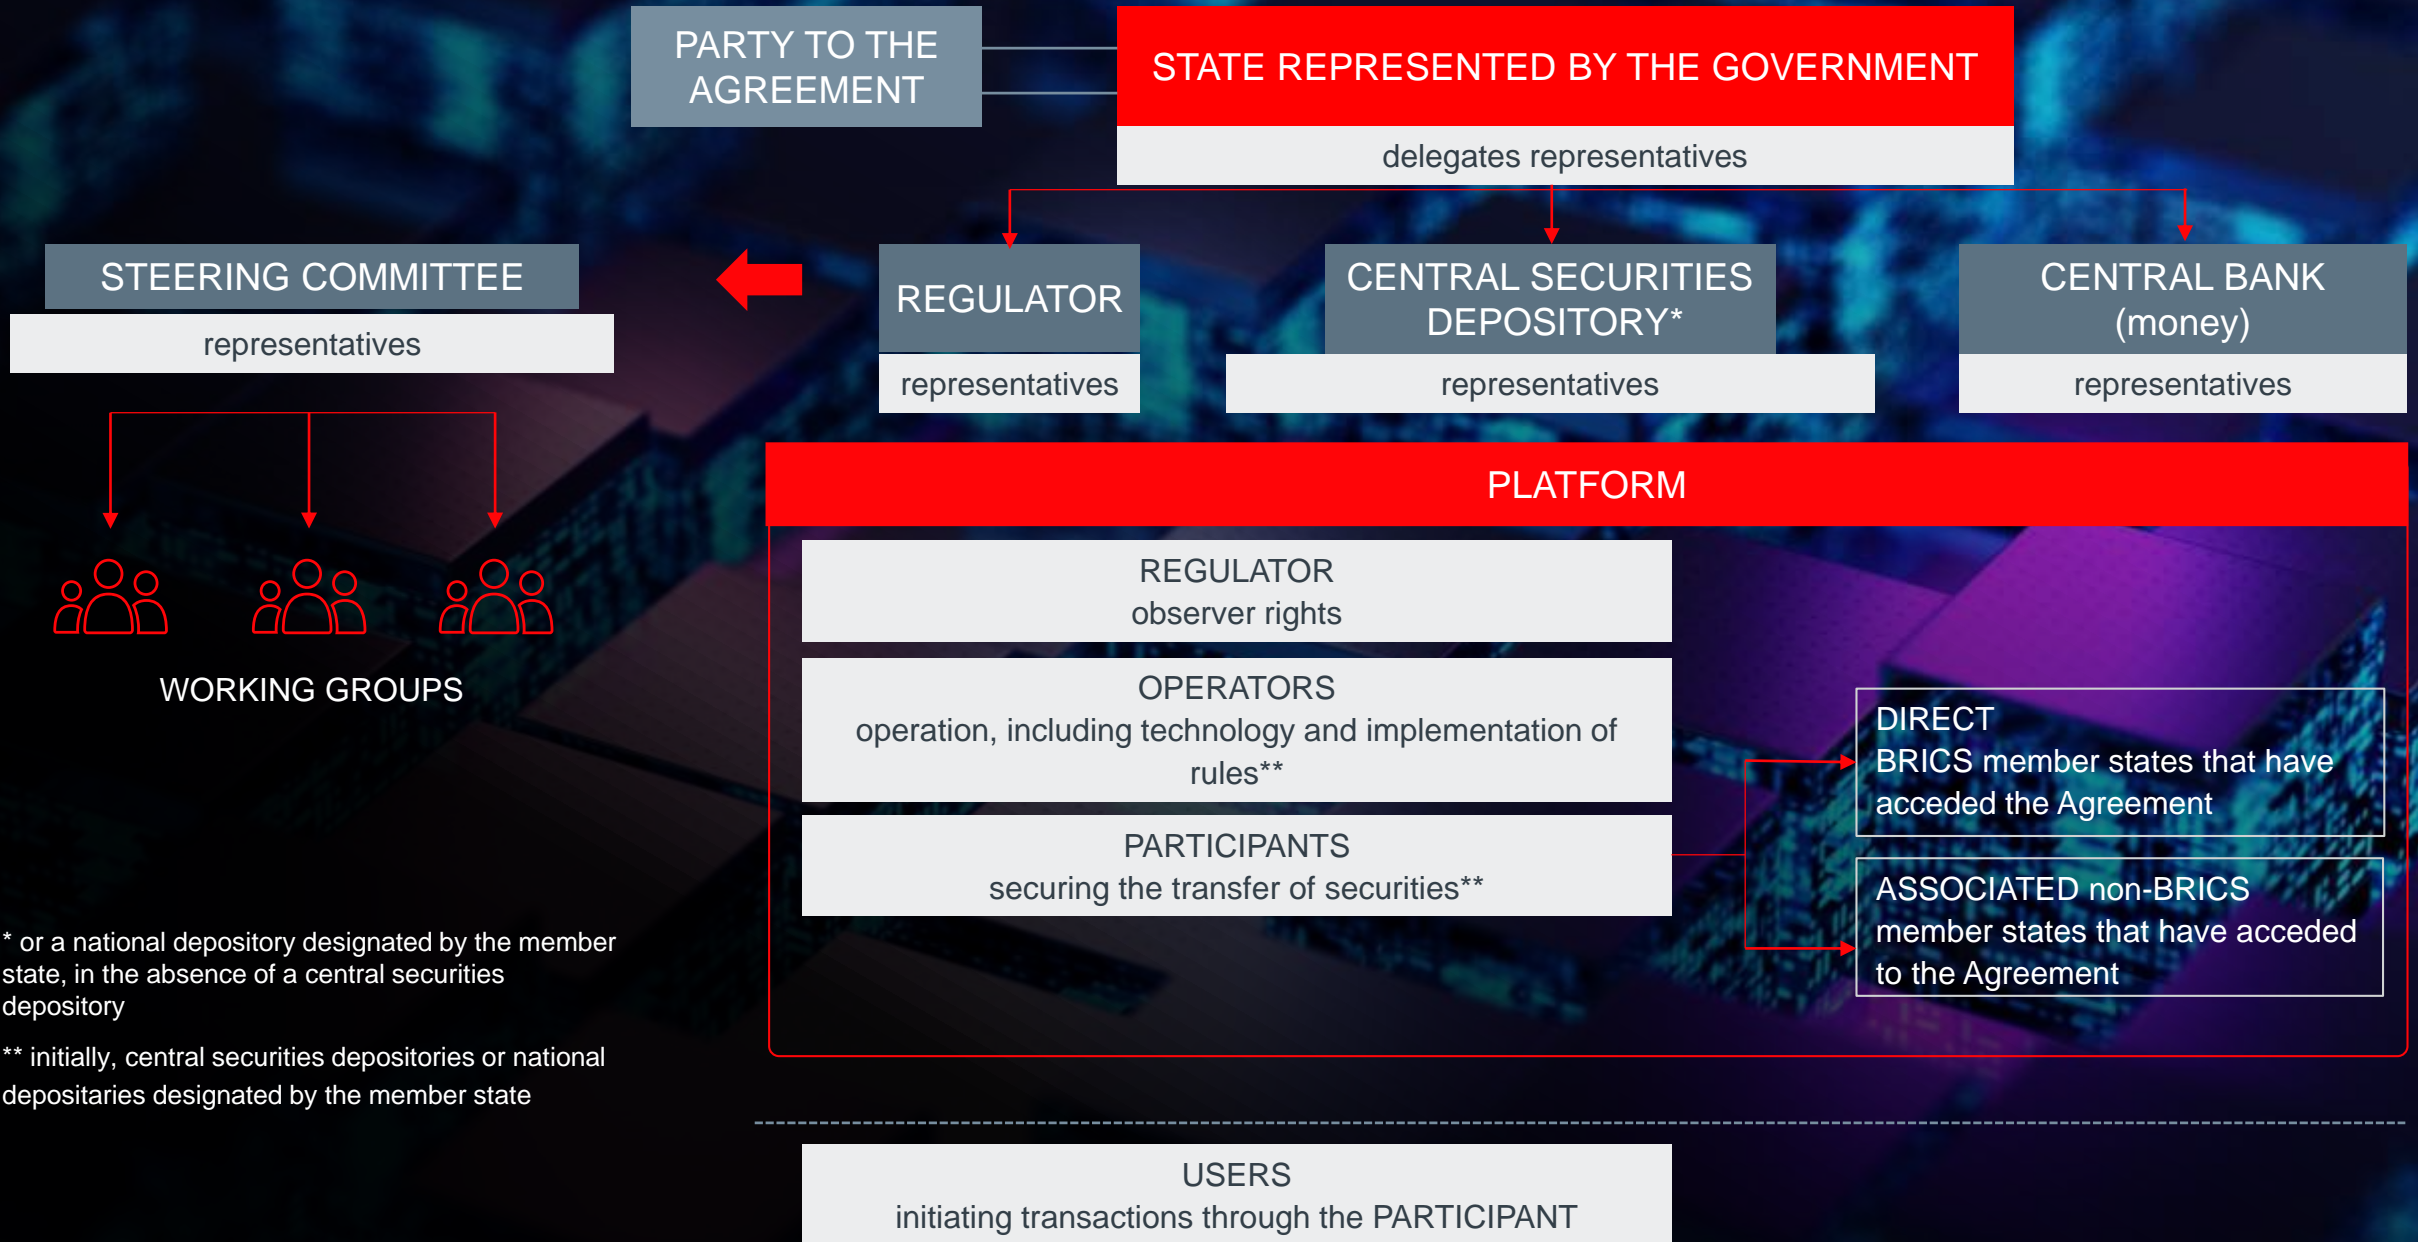 PARTY TO THE
AGREEMENT
STATE REPRESENTED BY THE GOVERNMENT
delegates representatives
STEERING COMMITTEE
representatives
REGULATOR
representatives
CENTRAL SECURITIES
DEPOSITORY*
representatives
CENTRAL BANK
(money)
representatives
WORKING GROUPS
PLATFORM
REGULATOR
observer rights
OPERATORS
operation, including technology and implementation of
rules**
PARTICIPANTS
securing the transfer of securities**
DIRECT
BRICS member states that have
acceded the Agreement
ASSOCIATED non-BRICS
member states that have acceded
to the Agreement
* or a national depository designated by the member
state, in the absence of a central securities
depository
** initially, central securities depositories or national
depositaries designated by the member state
USERS
initiating transactions through the PARTICIPANT